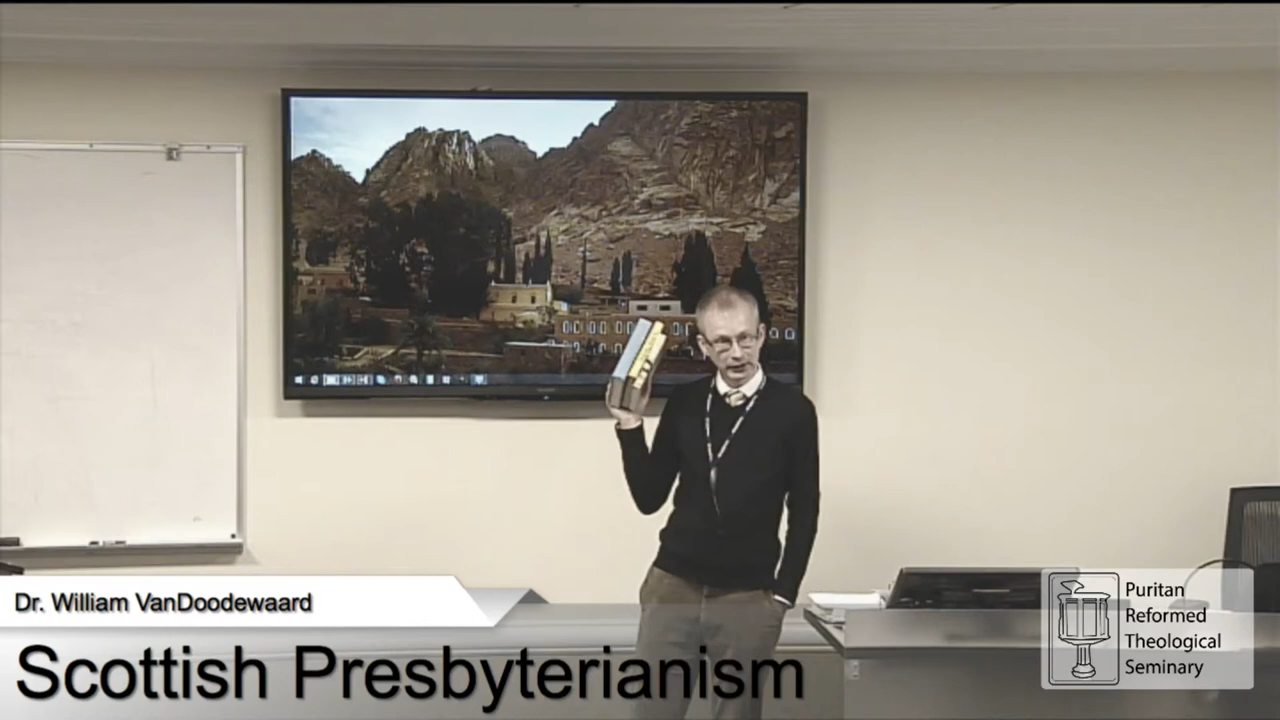 Dr. William VanDoodewaard
Scottish Presbyterianism
Puritan
Reformed
Theological
Seminary